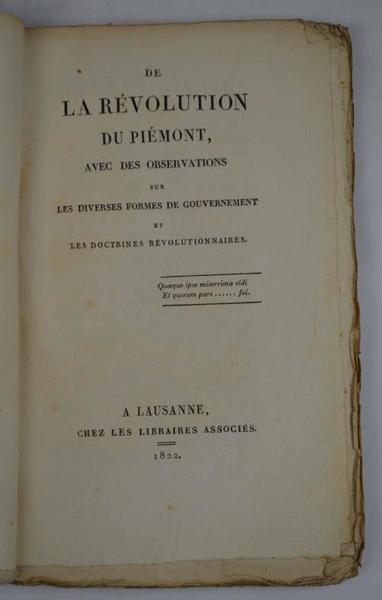 DE
LA RÉVOLUTION
DU PIÉMONT,
AVEC DES OBSERVATIONS
SUR
LES DIVERSES FORMES DE GOUVERNEMENT
ET
LES DOCTRINES RÉVOLUTIONNAIRES.
Quæque ipse miserrima vidi
Et quorum pars ...... fui.
A LAUSANNE,
CHEZ LES LIBRAIRES ASSOCIÉS.
1822.